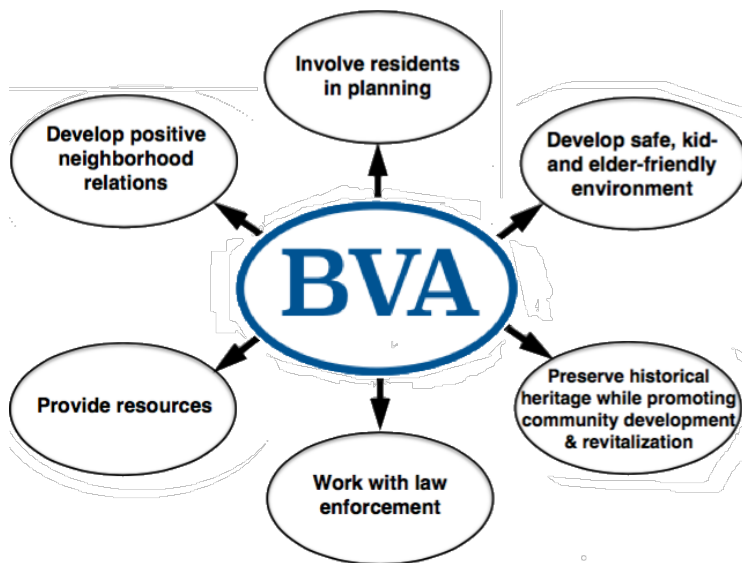 Involve residents
in planning
Develop positive
neighborhood
relations
Develop safe, kid-
and elder-friendly
environment
BVA
Provide resources
Preserve historical
heritage while promoting
community development
& revitalization
Work with law
enforcement